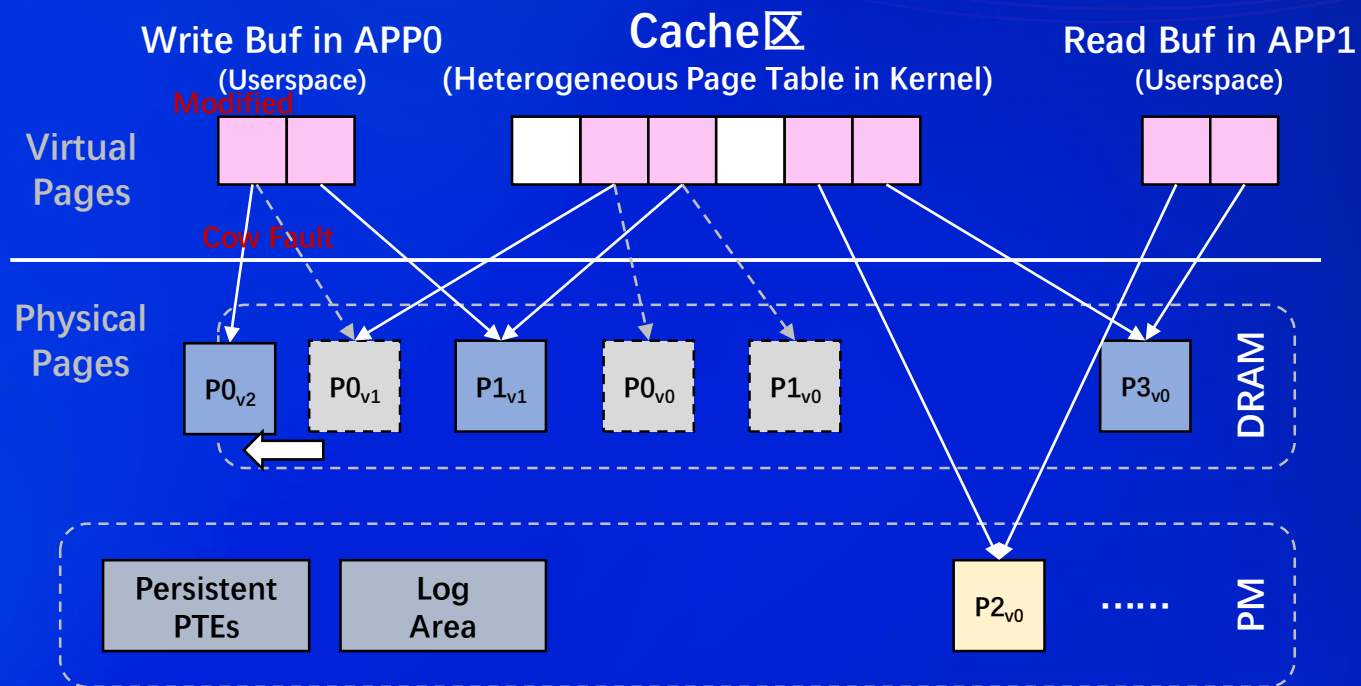 Write Buf in APP0
(Userspace)
Cache区
(Heterogeneous Page Table in Kernel)
Read Buf in APP1
(Userspace)
Modified
Virtual
Pages
Cow Fault
Physical
Pages
P0v2
P0v1
P1v1
P0v0
P1v0
P3v0
DRAM
Persistent
PTEs
Log
Area
P2v0
······
PM